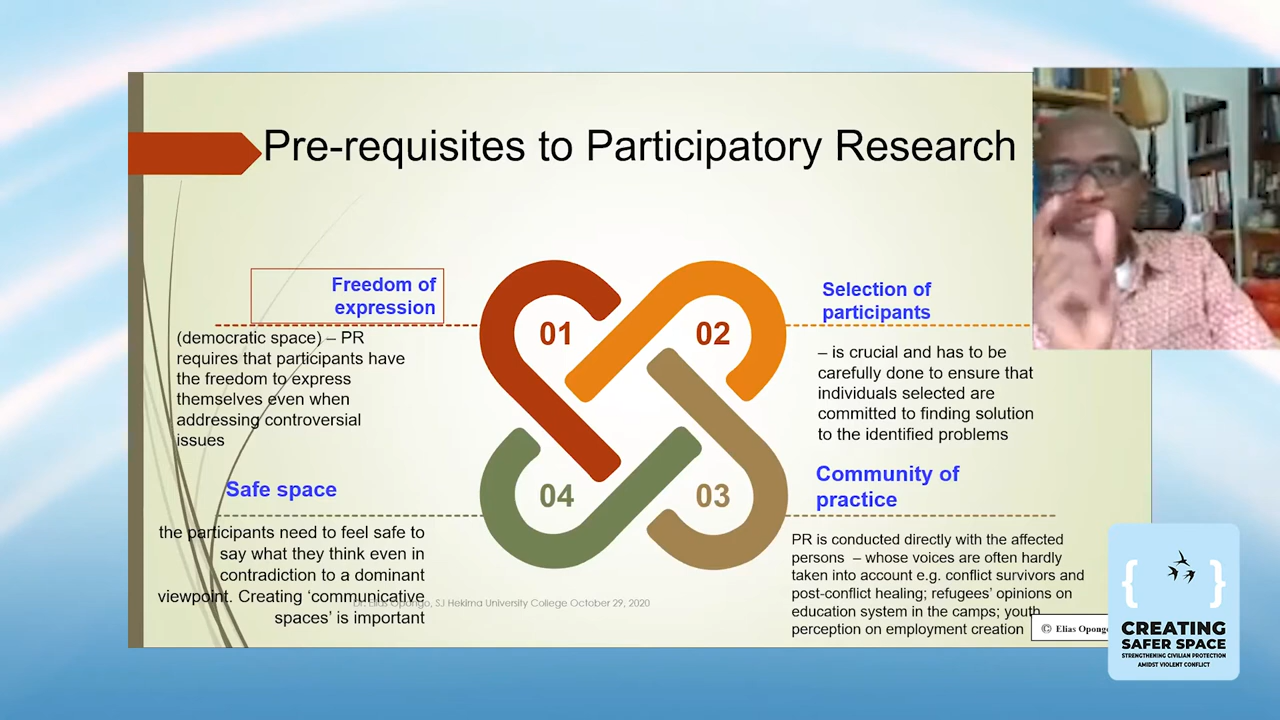 Pre-requisites to Participatory Research
Freedom of
expression
(democratic space) – PR
requires that participants have
the freedom to express
themselves even when
addressing controversial
issues
01
02
Selection of
participants
– is crucial and has to be
carefully done to ensure that
individuals selected are
committed to finding solution
to the identified problems
Safe space
the participants need to feel safe to
say what they think even in
contradiction to a dominant
viewpoint. Creating ‘communicative
spaces’ is important
04
03
Community of
practice
PR is conducted directly with the affected
persons – whose voices are often hardly
taken into account e.g. conflict survivors and
post-conflict healing; refugees’ opinions on
education system in the camps; youth
perception on employment creation
Dr. Elias Opongo, SJ Hekima University College October 29, 2020
© Elias Opongo
CREATING
SAFER SPACE
STRENGTHENING CIVILIAN PROTECTION
AMIDST VIOLENT CONFLICT